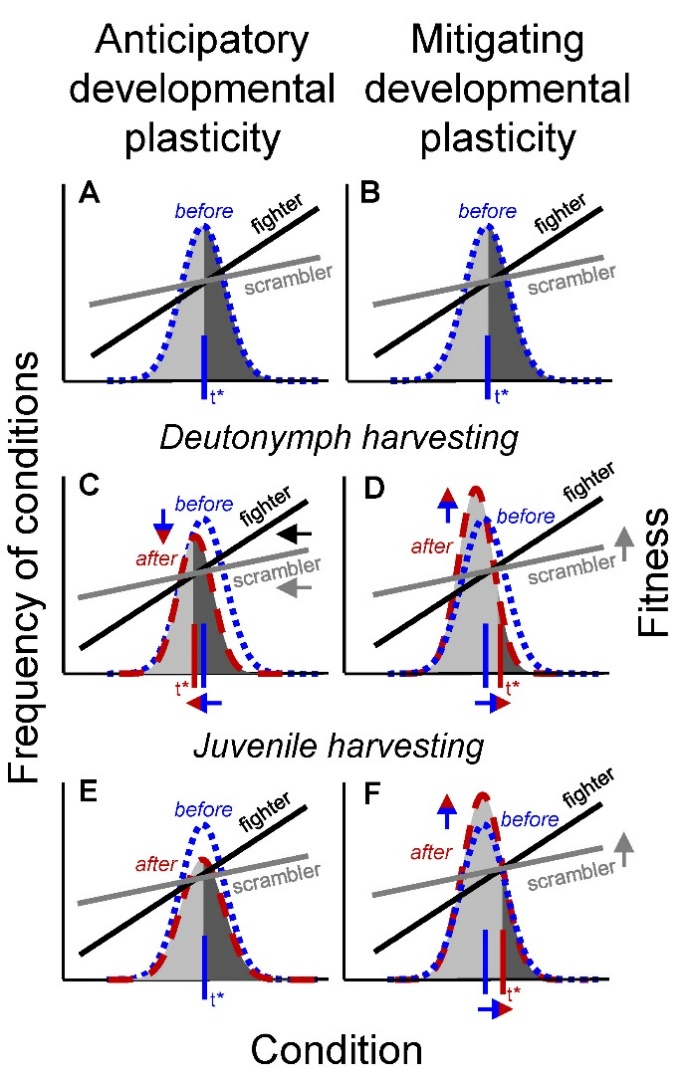 Anticipatory
developmental
plasticity
Mitigating
developmental
plasticity
A
before
fighter
scrambler
t*
B
before
fighter
scrambler
t*
Deutonymph harvesting
C
before
fighter
after
scrambler
t*
D
before
fighter
after
scrambler
t*
Juvenile harvesting
E
before
fighter
after
scrambler
t*
F
before
fighter
after
scrambler
t*
Frequency of conditions
Fitness
Condition